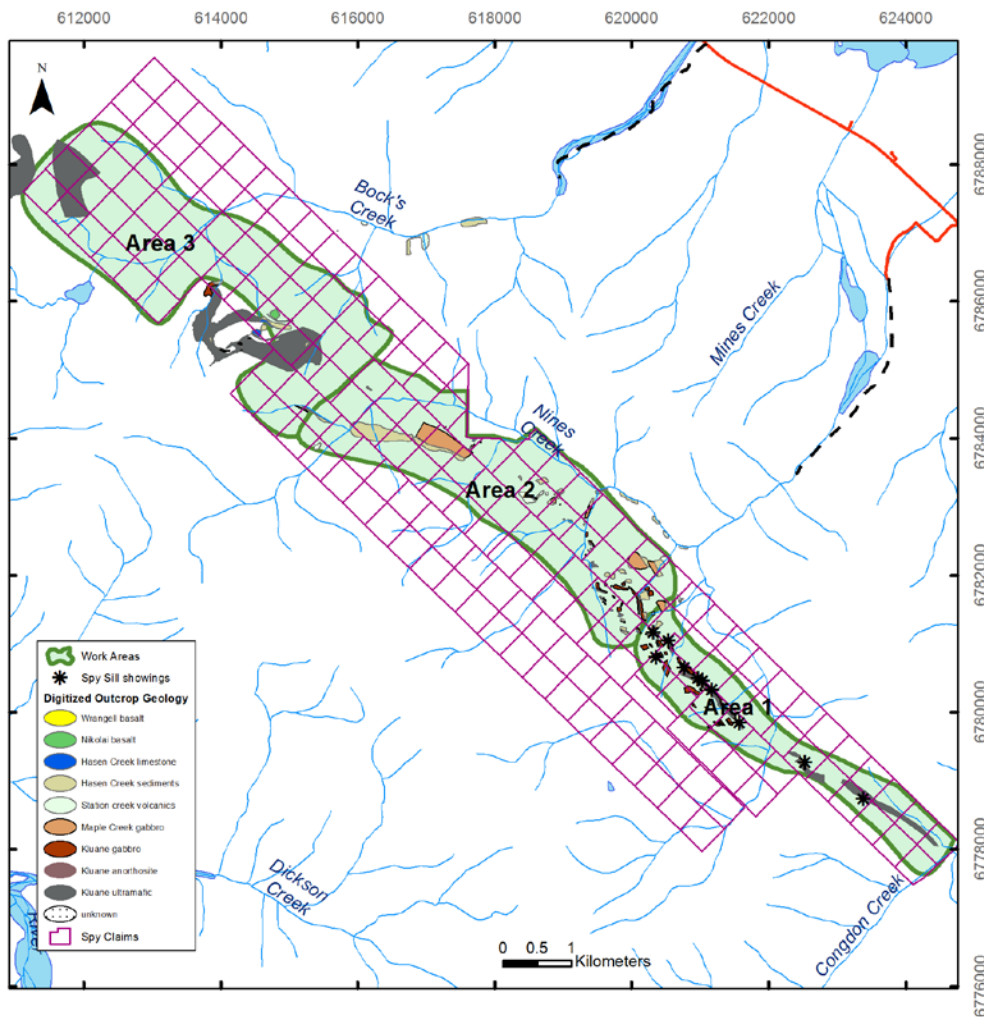 612000 614000 616000 618000 620000 622000 624000
N
6788000
Bock's
Creek
Area 3
6786000
Mines Creek
6784000
Nines
Creek
Area 2
6782000
6780000
Area 1
6778000
Dickson
Creek
Congdon Creek
River
6776000
Work Areas
Spy Sill showings
Digitized Outcrop Geology
Wrangell basalt
Nikolai basalt
Hasen Creek limestone
Hasen Creek sediments
Station creek volcanics
Maple Creek gabbro
Kluane gabbro
Kluane anorthosite
Kluane ultramafic
unknown
Spy Claims
0 0.5 1
Kilometers